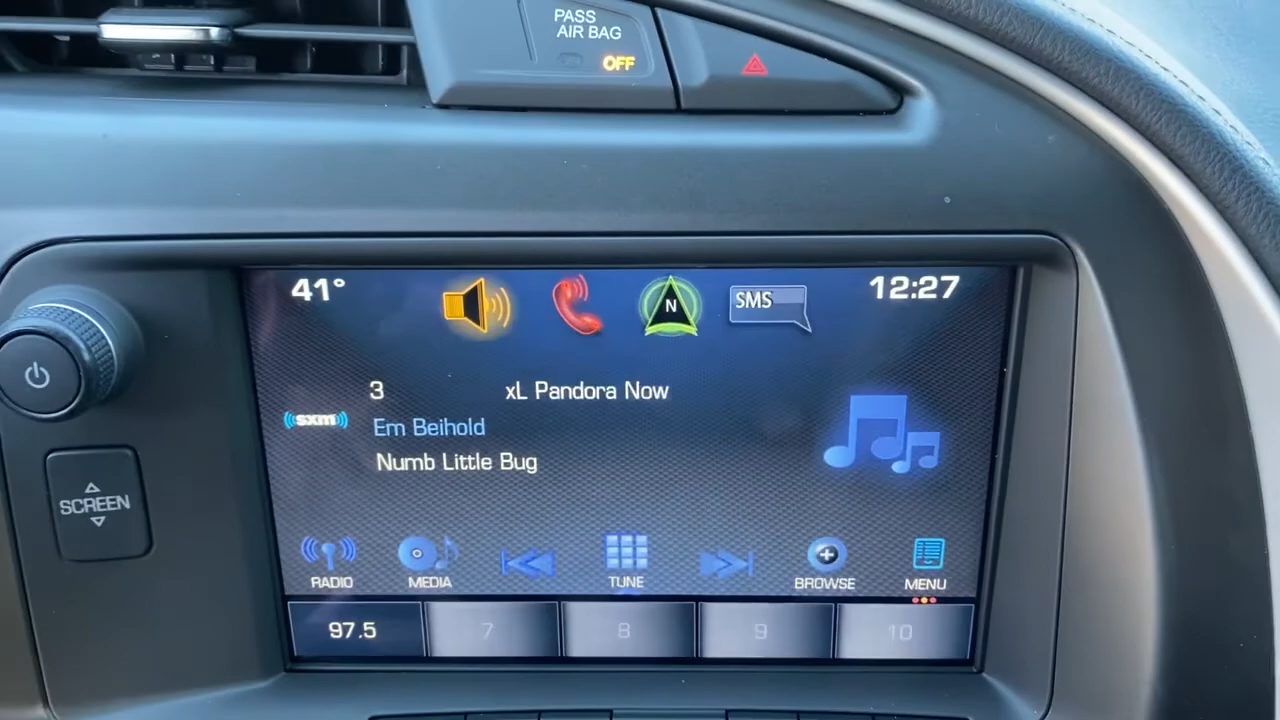 PASS
AIR BAG
OFF
41°
N
SMS
12:27
3 xL Pandora Now
sxm
Em Beihold
Numb Little Bug
SCREEN
RADIO
MEDIA
TUNE
BROWSE
MENU
97.5
7
8
9
10